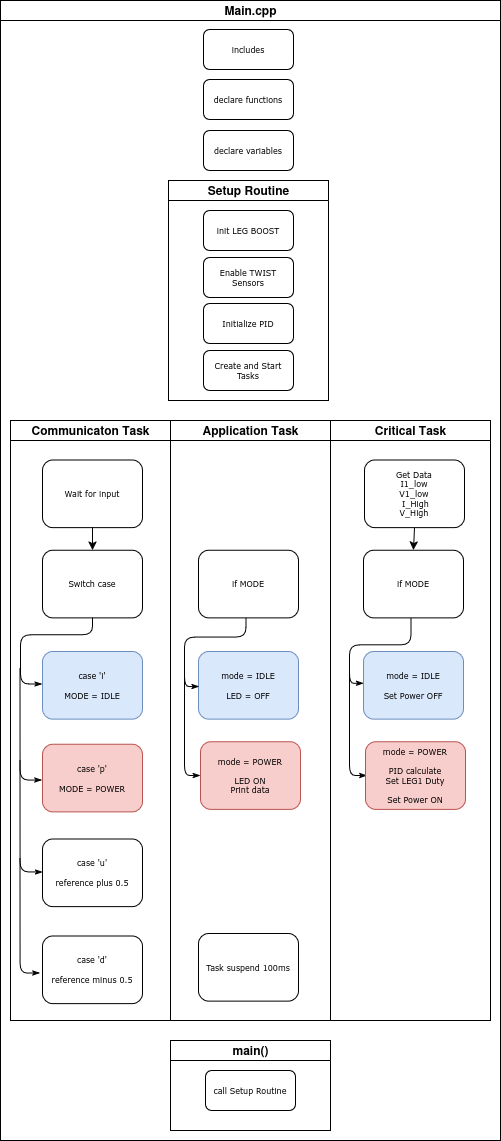 Main.cpp
includes
declare functions
declare variables
Setup Routine
init LEG BOOST
Enable TWIST
Sensors
Initialize PID
Create and Start
Tasks
Communicaton Task
Wait for input
Switch case
case 'i'
MODE = IDLE
case 'p'
MODE = POWER
case 'u'
reference plus 0.5
case 'd'
reference minus 0.5
Application Task
if MODE
mode = IDLE
LED = OFF
mode = POWER
LED ON
Print data
Task suspend 100ms
Critical Task
Get Data
I1_low
V1_low
I_High
V_High
if MODE
mode = IDLE
Set Power OFF
mode = POWER
PID calculate
Set LEG1 Duty
Set Power ON
main()
call Setup Routine